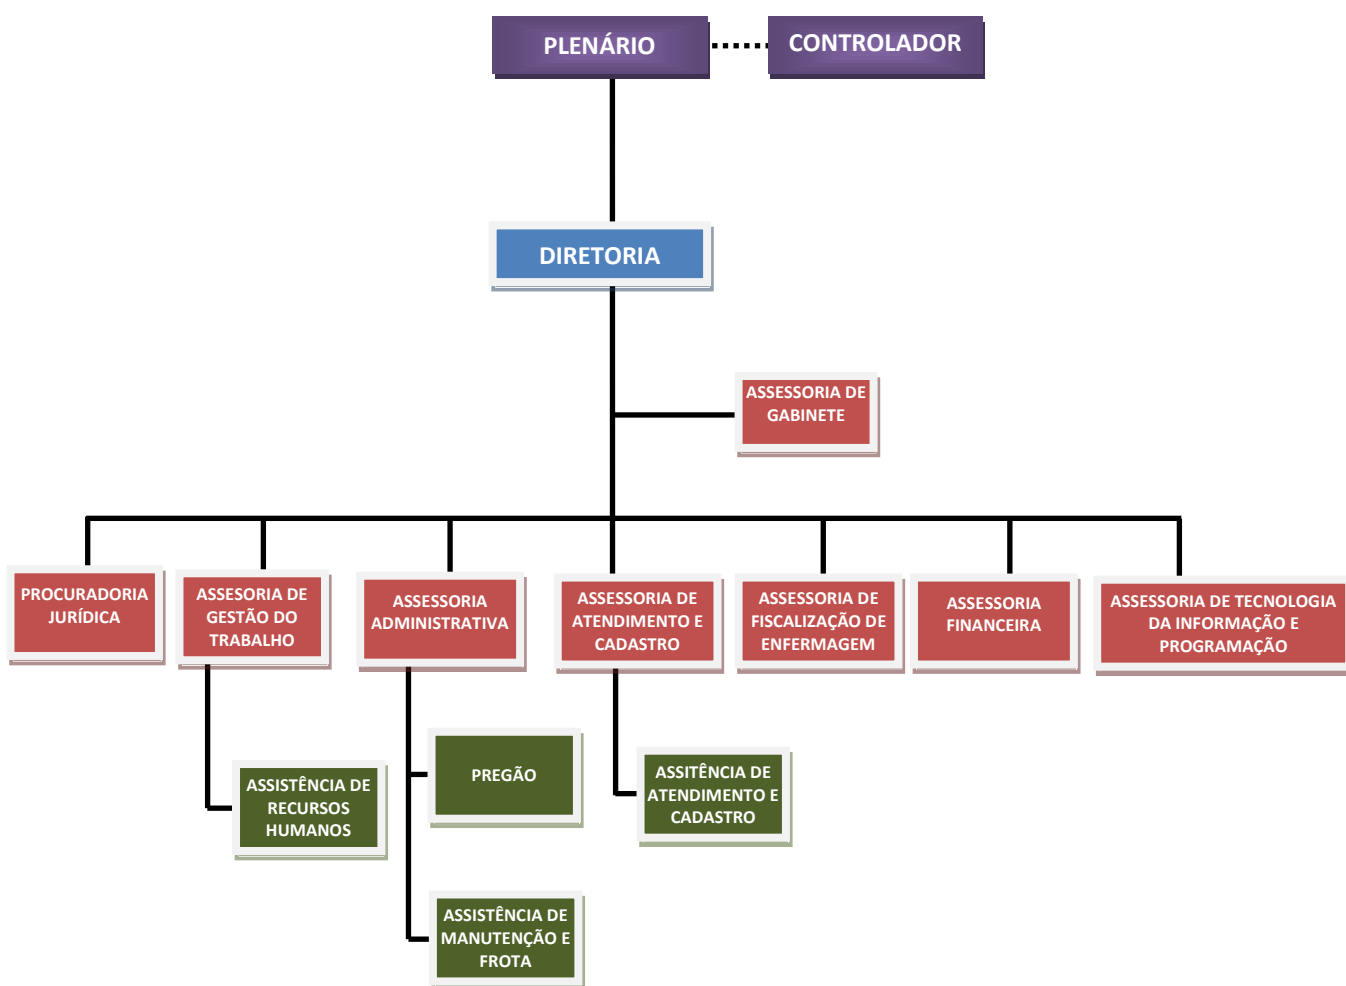 PLENÁRIO
CONTROLADOR
DIRETORIA
ASSESSORIA DE
GABINETE
PROCURADORIA
JURÍDICA
ASSESORIA DE
GESTÃO DO
TRABALHO
ASSESSORIA
ADMINISTRATIVA
ASSESSORIA DE
ATENDIMENTO E
CADASTRO
ASSESSORIA DE
FISCALIZAÇÃO DE
ENFERMAGEM
ASSESSORIA
FINANCEIRA
ASSESSORIA DE TECNOLOGIA
DA INFORMAÇÃO E
PROGRAMAÇÃO
ASSISTÊNCIA DE
RECURSOS
HUMANOS
PREGÃO
ASSITÊNCIA DE
ATENDIMENTO E
CADASTRO
ASSISTÊNCIA DE
MANUTENÇÃO E
FROTA